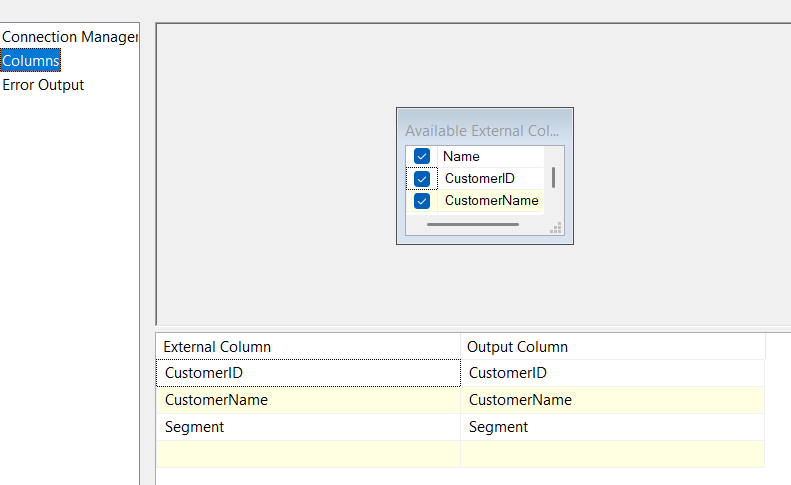 Connection Manager
Columns
Error Output
Available External Col...
Name
CustomerID
CustomerName
External Column Output Column
CustomerID CustomerID
CustomerName CustomerName
Segment Segment